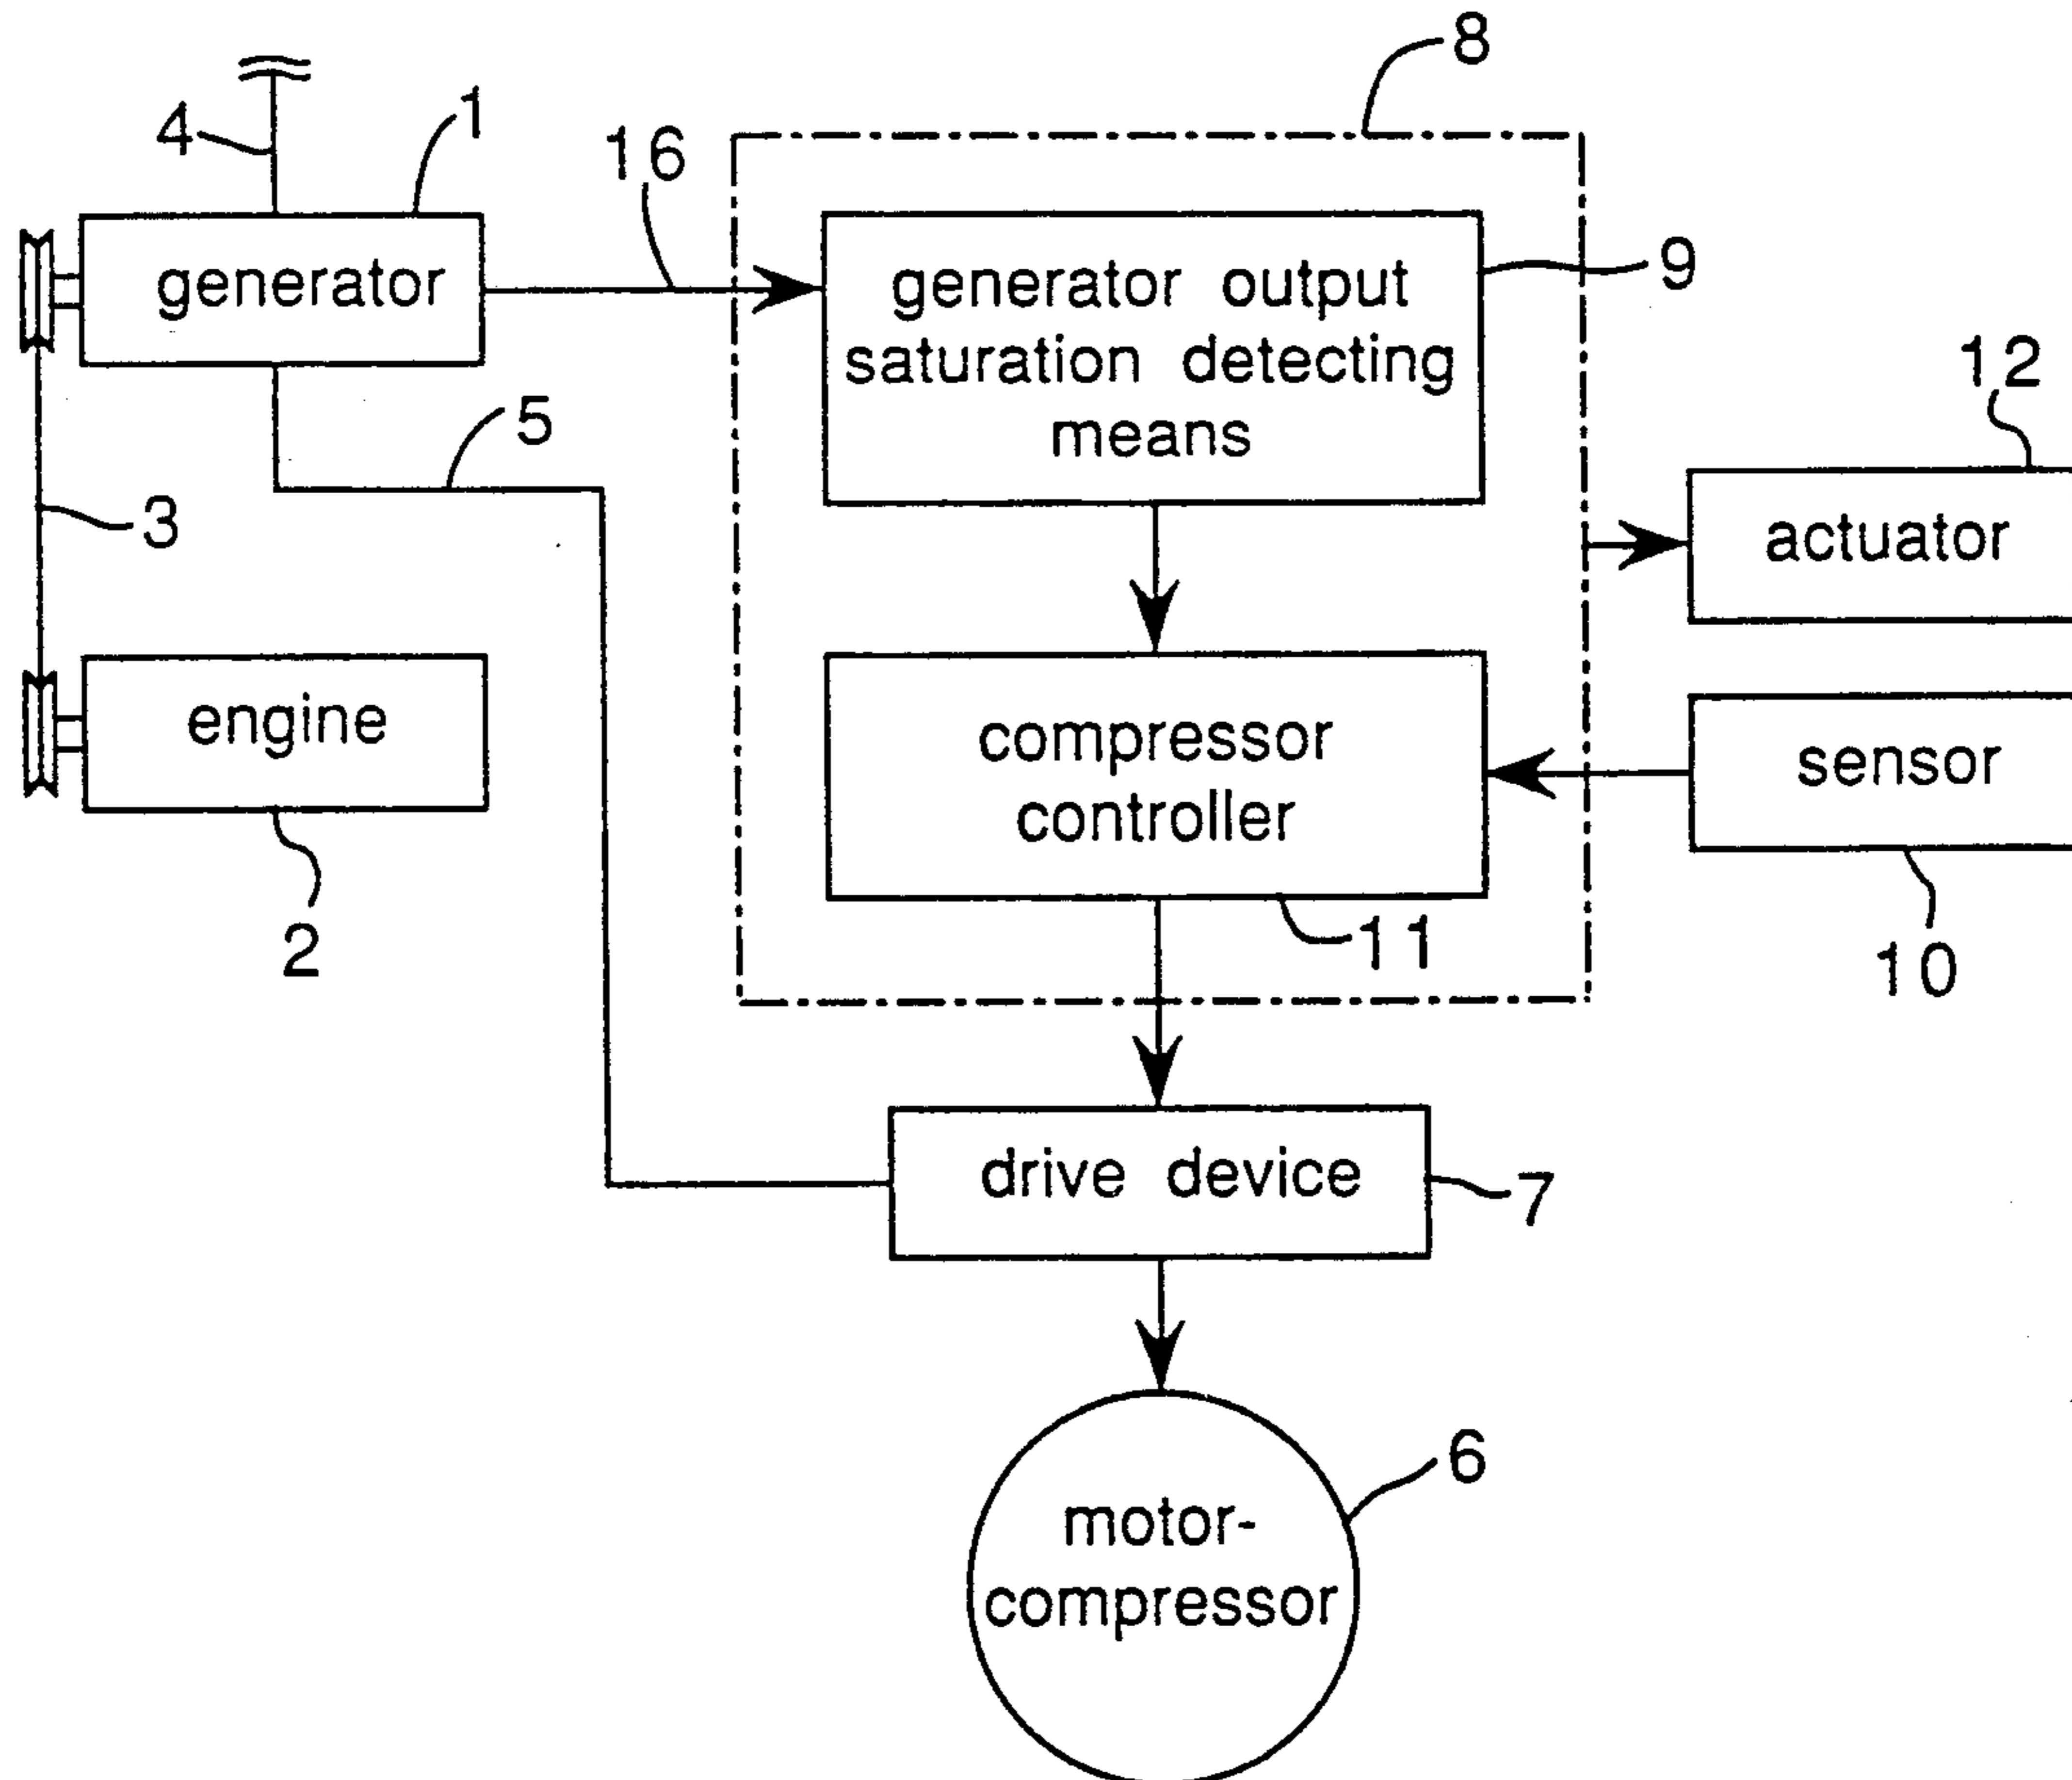 8
4
1
16
generator
generator output
saturation detecting
means
9
12
5
3
actuator
engine
compressor
controller
sensor
2
11
10
drive device
7
6
motor-
compressor